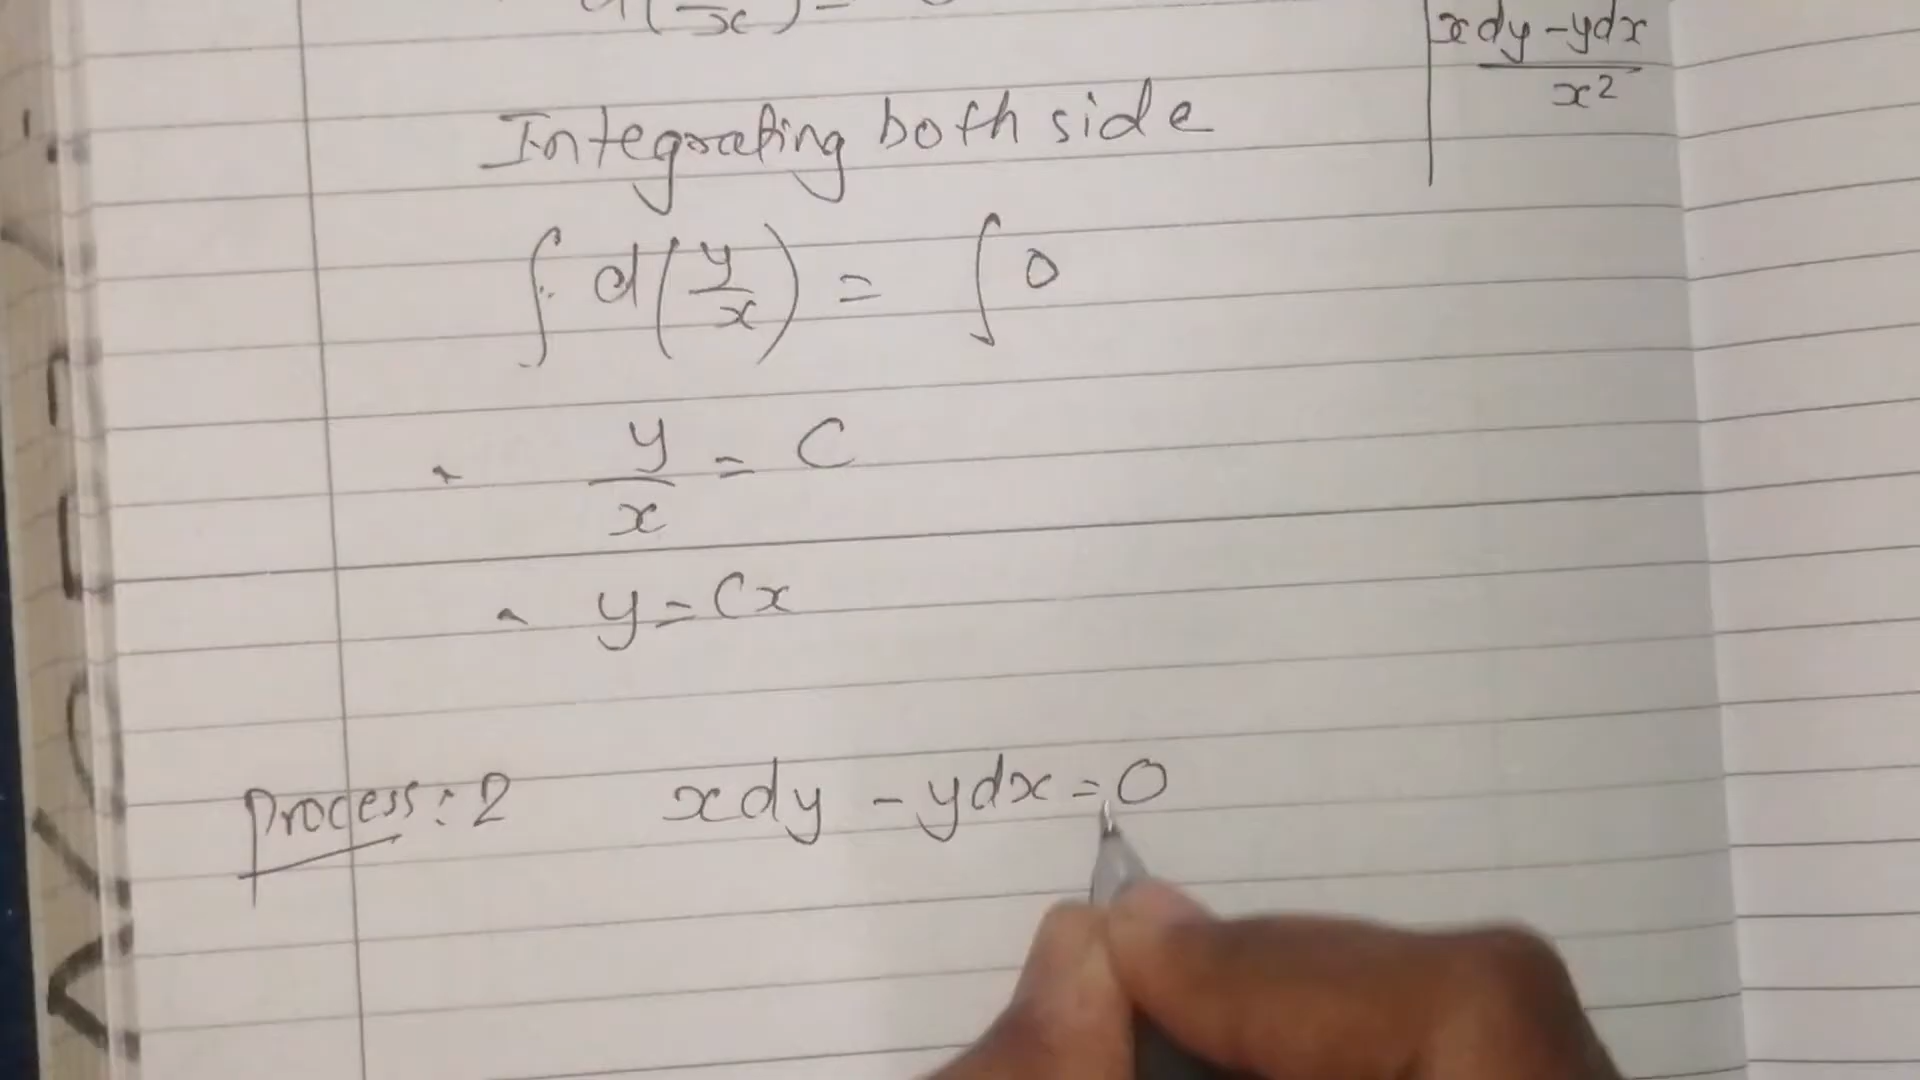 xdy - ydx
x²
Integrating both side
∫ d(y/x) = ∫ 0
y/x = C
y = Cx
Process: 2 xdy - ydx = 0